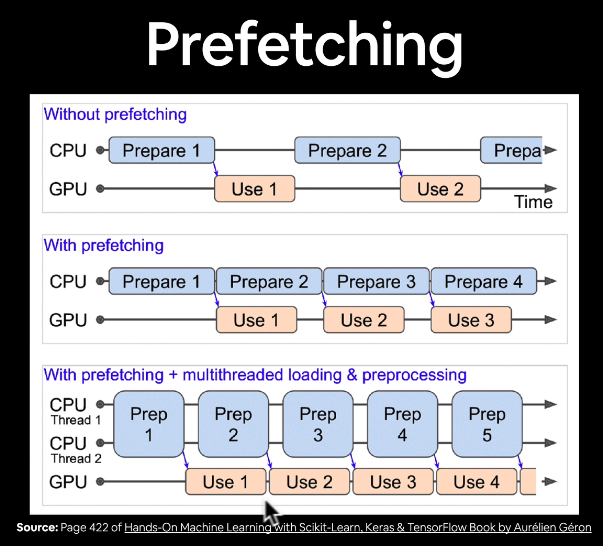 Prefetching
Without prefetching
CPU Prepare 1 Prepare 2 Prepa
GPU Use 1 Use 2
Time
With prefetching
CPU Prepare 1 Prepare 2 Prepare 3 Prepare 4
GPU Use 1 Use 2 Use 3
With prefetching + multithreaded loading & preprocessing
CPU
Thread 1
Prep 1 Prep 2 Prep 3 Prep 4 Prep 5
CPU
Thread 2
GPU Use 1 Use 2 Use 3 Use 4
Source: Page 422 of Hands-On Machine Learning with Scikit-Learn, Keras & TensorFlow Book by Aurélien Géron